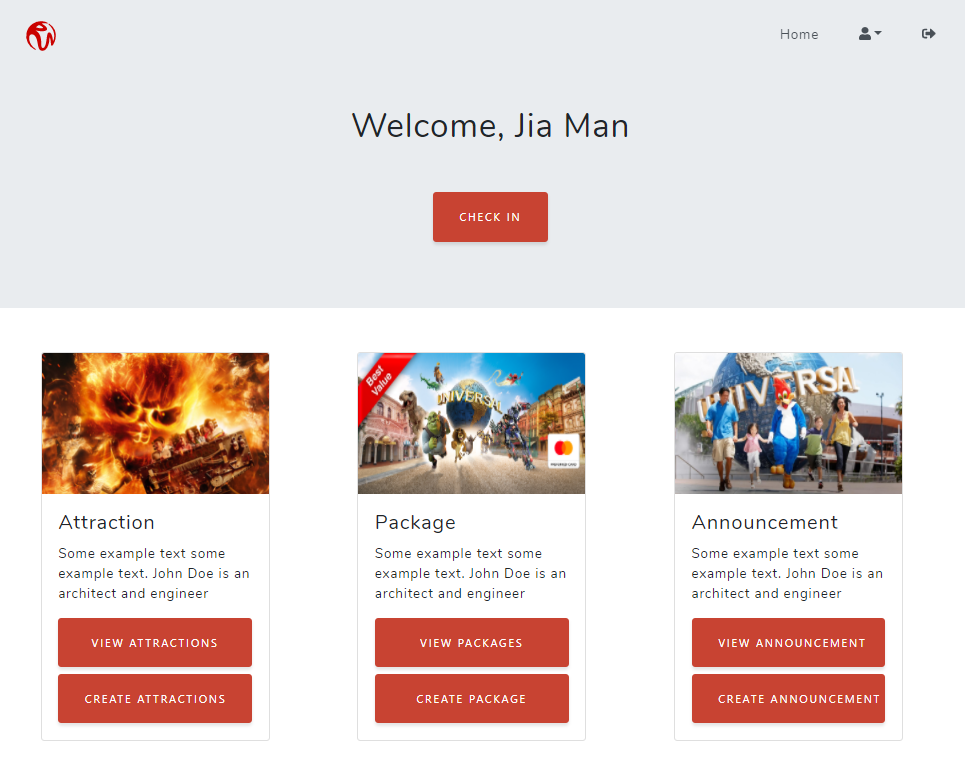 Home
Welcome, Jia Man
CHECK IN
Best
Value
UNIVERSAL
UNIVERSAL
Attraction
Package
Announcement
Some example text some
example text. John Doe is an
architect and engineer
Some example text some
example text. John Doe is an
architect and engineer
Some example text some
example text. John Doe is an
architect and engineer
VIEW ATTRACTIONS
VIEW PACKAGES
VIEW ANNOUNCEMENT
CREATE ATTRACTIONS
CREATE PACKAGE
CREATE ANNOUNCEMENT